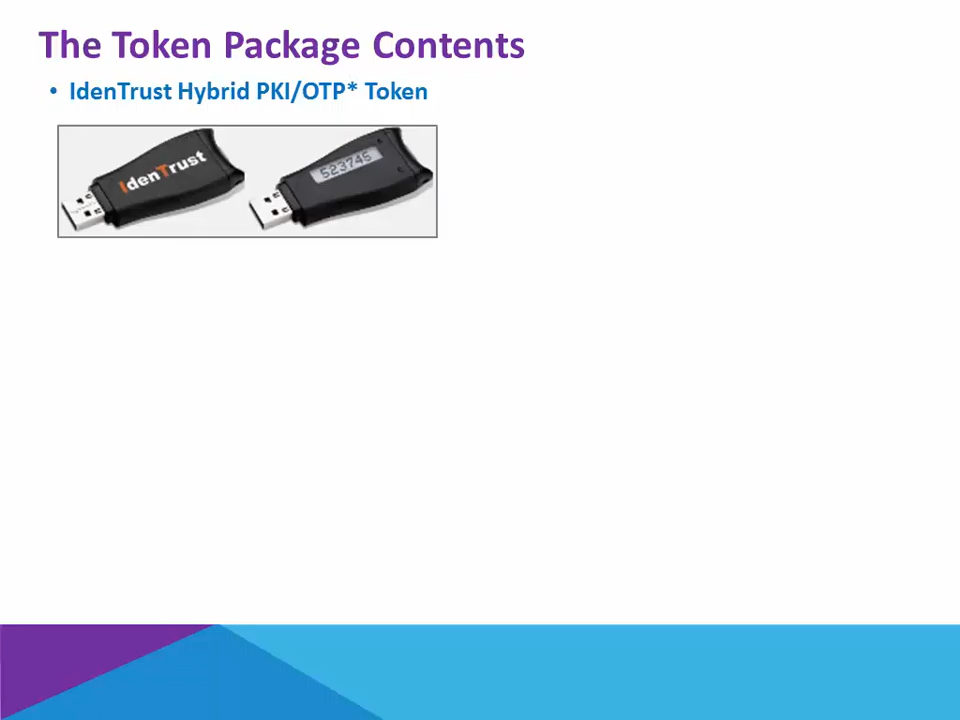 The Token Package Contents
• IdenTrust Hybrid PKI/OTP* Token
IdenTrust
523745